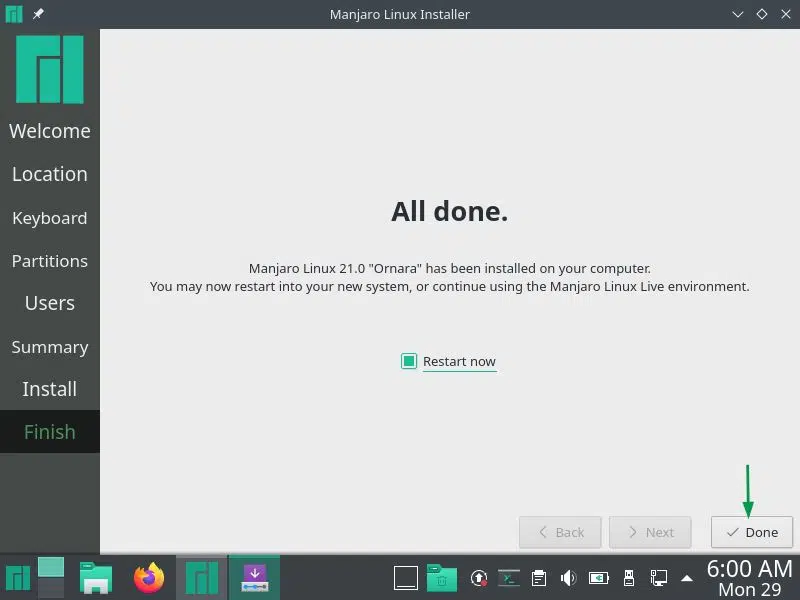 Manjaro Linux Installer
Welcome
Location
Keyboard
Partitions
Users
Summary
Install
Finish
All done.
Manjaro Linux 21.0 "Ornara" has been installed on your computer.
You may now restart into your new system, or continue using the Manjaro Linux Live environment.
Restart now
Back
Next
Done
6:00 AM
Mon 29